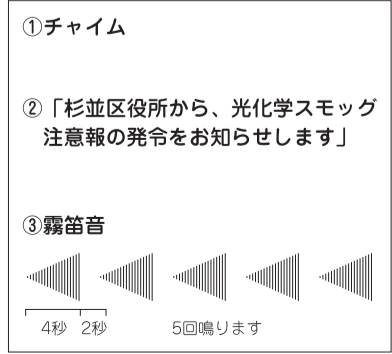 ①チャイム
②「杉並区役所から、光化学スモッグ
注意報の発令をお知らせします」
③霧笛音
4秒 2秒 5回鳴ります